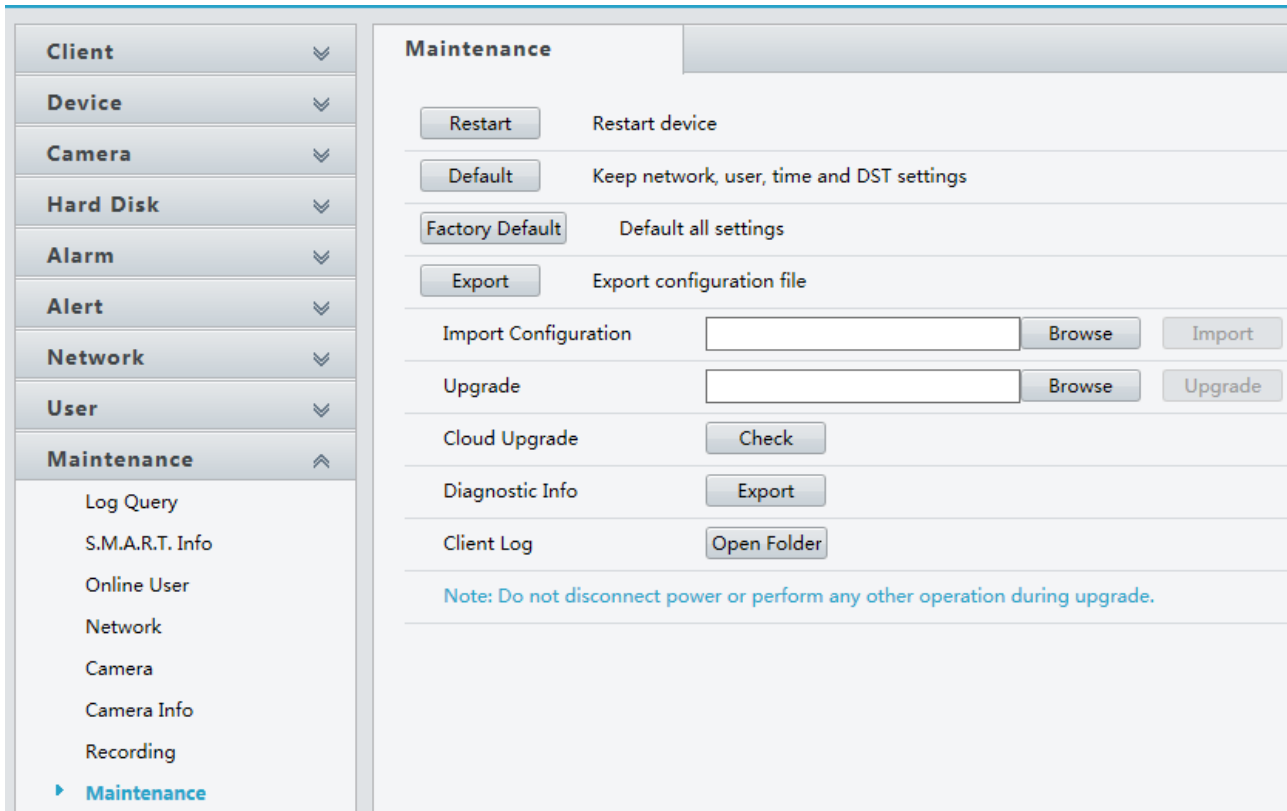 Client
Device
Camera
Hard Disk
Alarm
Alert
Network
User
Maintenance
Log Query
S.M.A.R.T. Info
Online User
Network
Camera
Camera Info
Recording
Maintenance
Maintenance
Restart Restart device
Default Keep network, user, time and DST settings
Factory Default Default all settings
Export Export configuration file
Import Configuration Browse Import
Upgrade Browse Upgrade
Cloud Upgrade Check
Diagnostic Info Export
Client Log Open Folder
Note: Do not disconnect power or perform any other operation during upgrade.